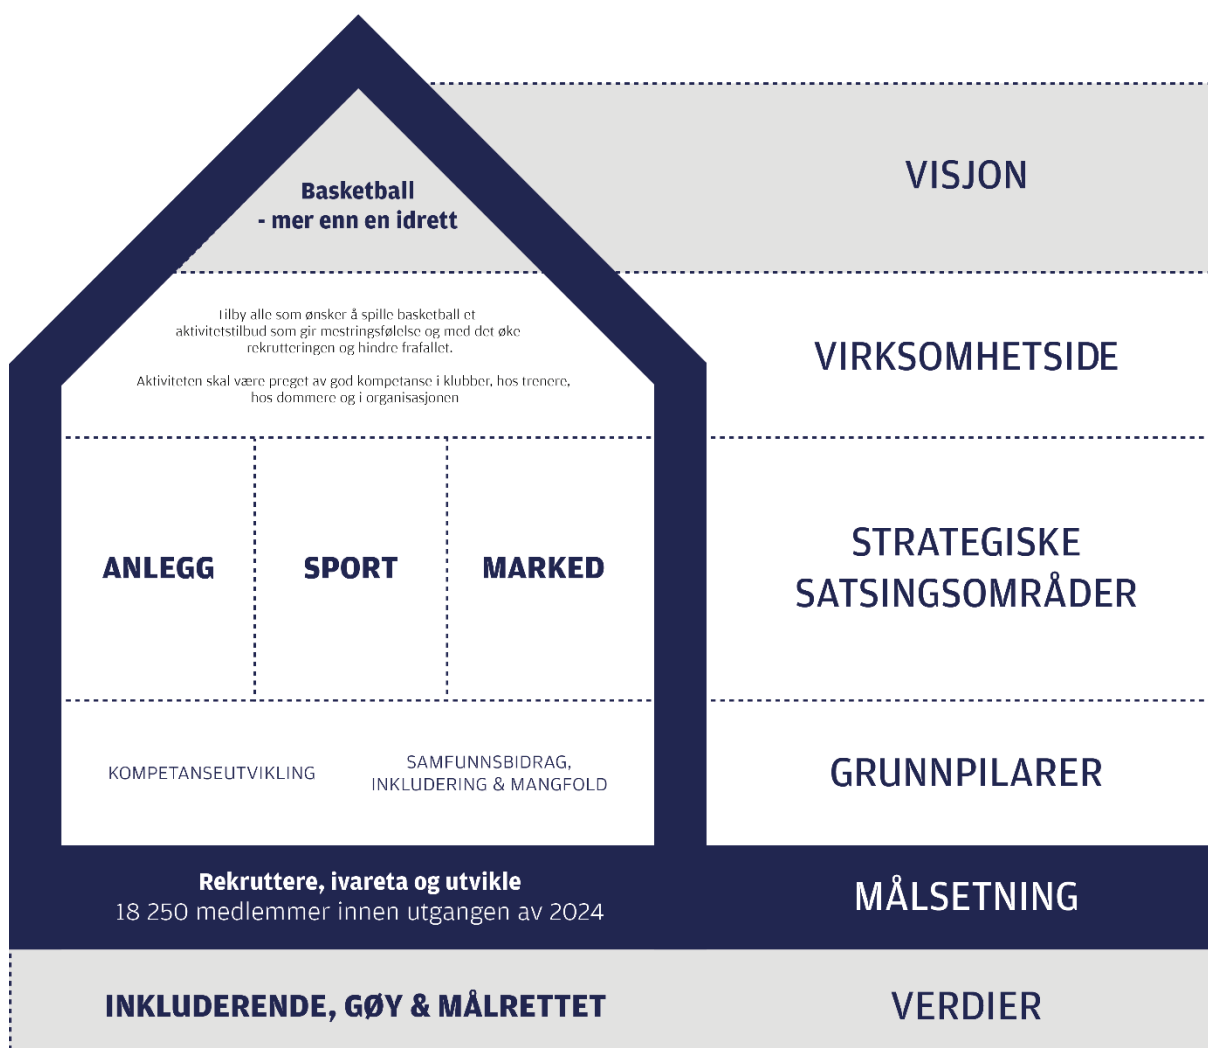 Basketball
- mer enn en idrett
VISJON
Tilby alle som ønsker å spille basketball et
aktivitetstilbud som gir mestringsfølelse og med det øke
rekrutteringen og hindre frafallet.
Aktiviteten skal være preget av god kompetanse i klubber, hos trenere,
hos dommere og i organisasjonen
VIRKSOMHETSIDE
ANLEGG
SPORT
MARKED
STRATEGISKE
SATSINGSOMRÅDER
KOMPETANSEUTVIKLING
SAMFUNNSBIDRAG,
INKLUDERING & MANGFOLD
GRUNNPILARER
Rekruttere, ivareta og utvikle
18 250 medlemmer innen utgangen av 2024
MÅLSETNING
INKLUDERENDE, GØY & MÅLRETTET
VERDIER